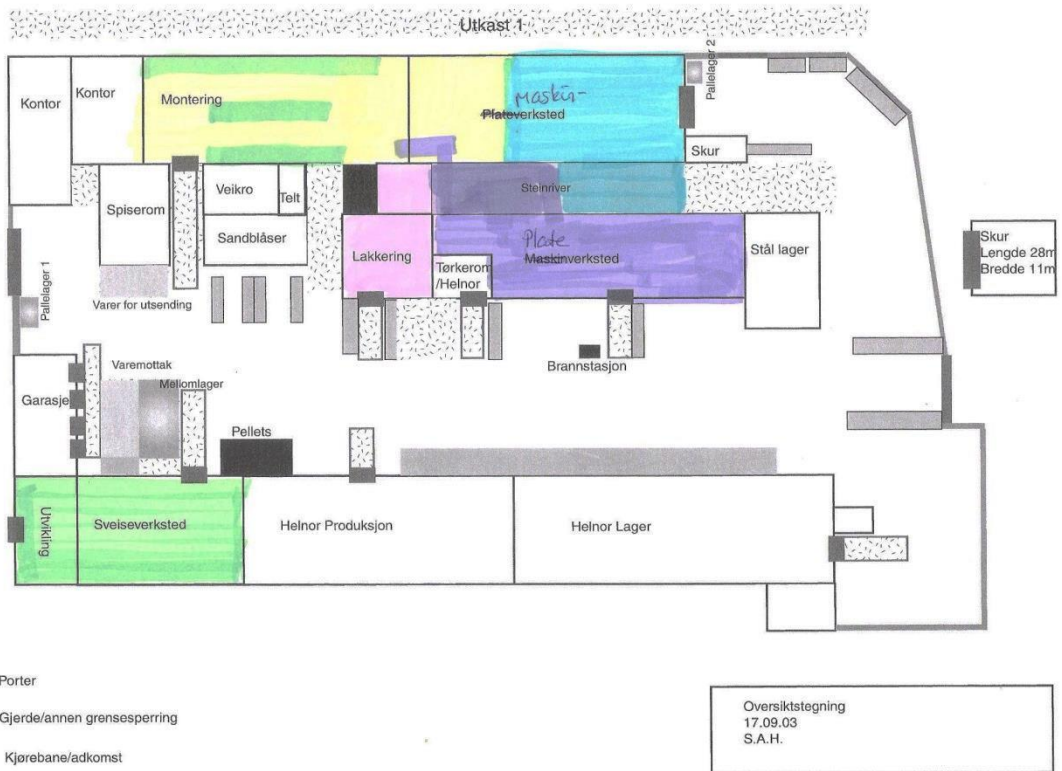 Utkast 1
Kontor
Kontor
Montering
Maskin-
Plateverksted
Pallelager 2
Skur
Spiserom
Veikro
Telt
Sandblåser
Steinriver
Lakkering
Tørkerom
/Helnor
Plate
Maskinverksted
Stål lager
Skur
Lengde 28m
Bredde 11m
Pallelager 1
Varer for utsending
Garasje
Varemottak
Mellomlager
Brannstasjon
Pellets
Utvikling
Sveiseverksted
Helnor Produksjon
Helnor Lager
Porter
Gjerde/annen grensesperring
Kjørebane/adkomst
Oversiktstegning
17.09.03
S.A.H.